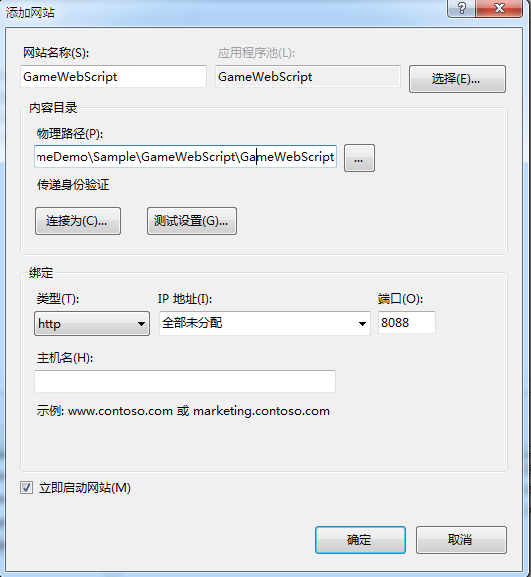 添加网站
网站名称(S):
应用程序池(L):
GameWebScript
GameWebScript
选择(E)...
内容目录
物理路径(P):
meDemo\Sample\GameWebScript\GameWebScript
...
传递身份验证
连接为(C)...
测试设置(G)...
绑定
类型(T):
IP 地址(I):
端口(O):
http
全部未分配
8088
主机名(H):
示例: www.contoso.com 或 marketing.contoso.com
立即启动网站(M)
确定
取消